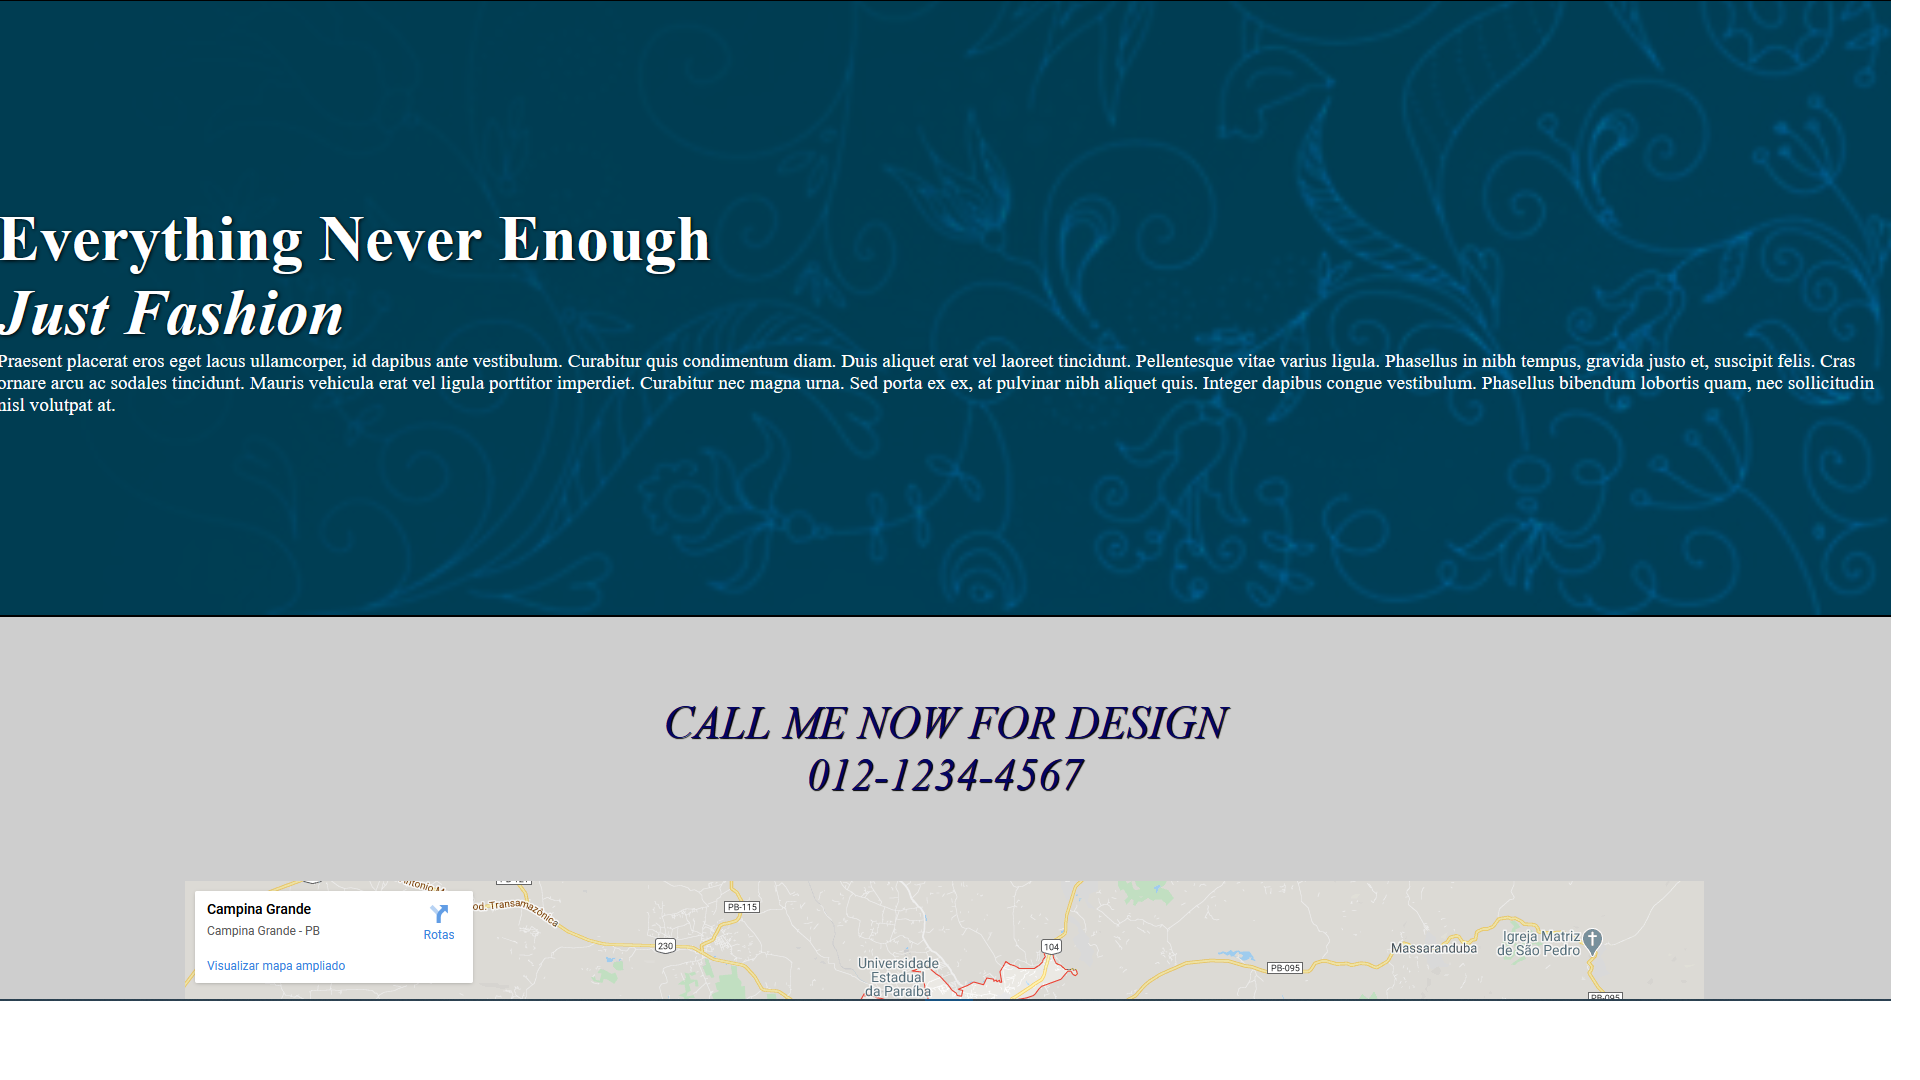 Everything Never Enough
Just Fashion
Praesent placerat eros eget lacus ullamcorper, id dapibus ante vestibulum. Curabitur quis condimentum diam. Duis aliquet erat vel laoreet tincidunt. Pellentesque vitae varius ligula. Phasellus in nibh tempus, gravida justo et, suscipit felis. Cras
ornare arcu ac sodales tincidunt. Mauris vehicula erat vel ligula porttitor imperdiet. Curabitur nec magna urna. Sed porta ex ex, at pulvinar nibh aliquet quis. Integer dapibus congue vestibulum. Phasellus bibendum lobortis quam, nec sollicitudin
nisl volutpat at.
CALL ME NOW FOR DESIGN
012-1234-4567
Campina Grande
Campina Grande - PB
Rotas
Visualizar mapa ampliado
od. Transamazônica
PB-115
230
104
Universidade
Estadual
da Paraíba
PB-095
Massaranduba
Igreja Matriz
de São Pedro
PB-095